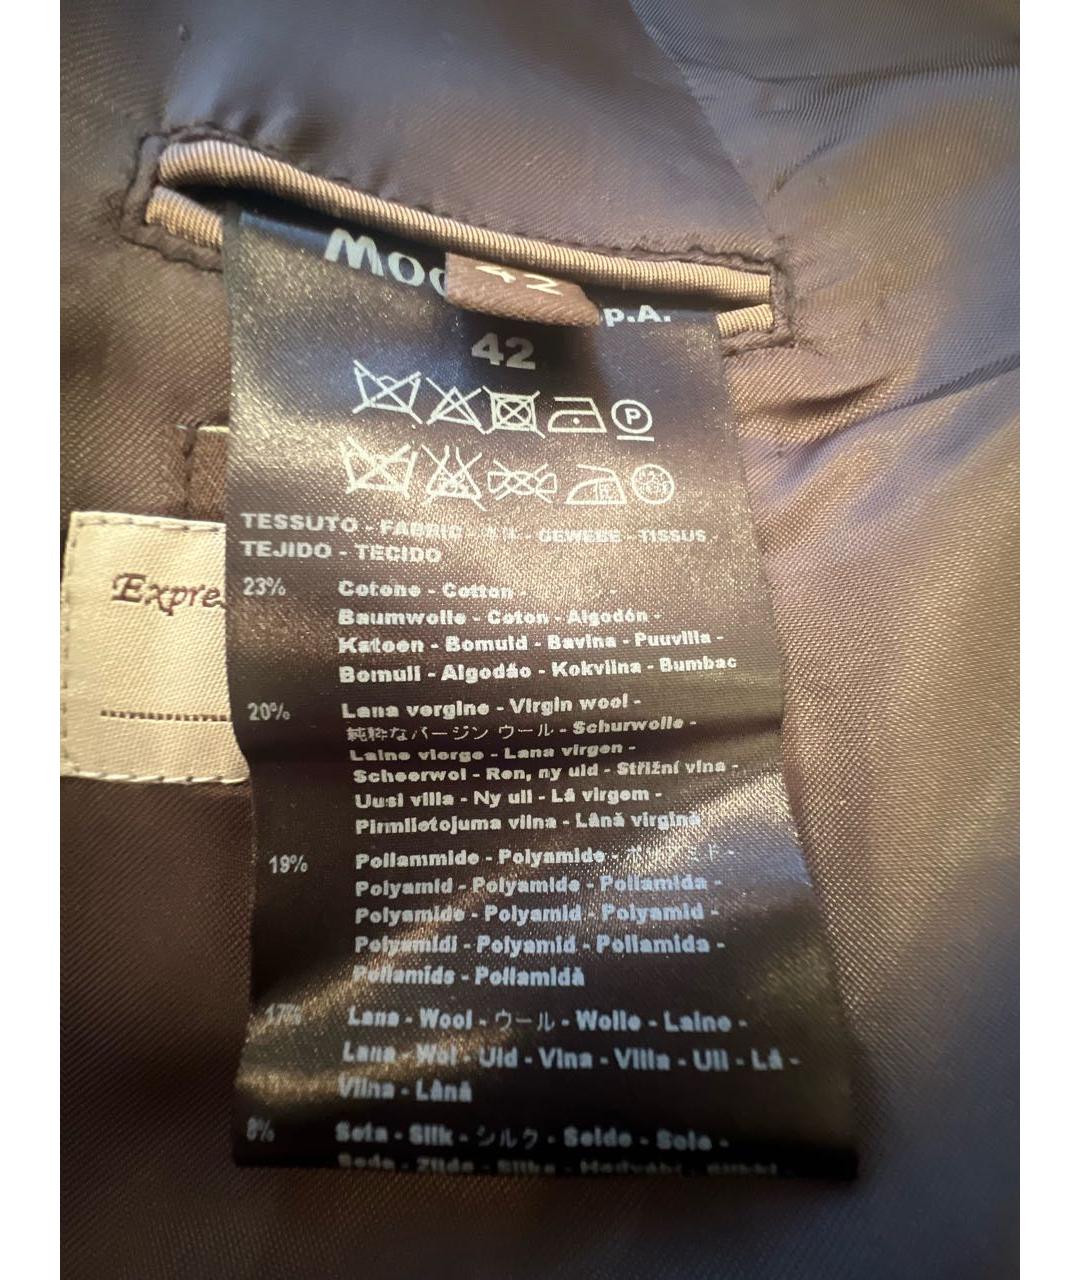 42
p.A.
42
P
TESSUTO - FABRIC - GEWEBE - TISSUS -
TEJIDO - TECIDO
Expres
23% Cotone - Cotton -
Baumwolle - Coton - Algodón -
Katoen - Bomuld - Bavlna - Puuvilla -
Bomull - Algodão - Kokvilna - Bumbac
20% Lana vergine - Virgin wool -
純粋なバージン ウール - Schurwolle -
Laine vierge - Lana virgen -
Scheerwol - Ren, ny uld - Střižní vlna -
Uusi villa - Ny ull - Lã virgem -
Pirmlietojuma vilna - Lână virgină
19% Poliammide - Polyamide -
Polyamid - Polyamide - Poliamida -
Polyamide - Polyamid - Polyamid -
Polyamidi - Polyamid - Poliamida -
Poliamīds - Poliamidă
17% Lana - Wool - ウール - Wolle - Laine -
Lana - Wol - Uld - Vlna - Villa - Ull - Lã -
Vilna - Lână
8% Seta - Silk - シルク - Seide - Soie -
Seda - Zijde - Silke - Hedvábí -